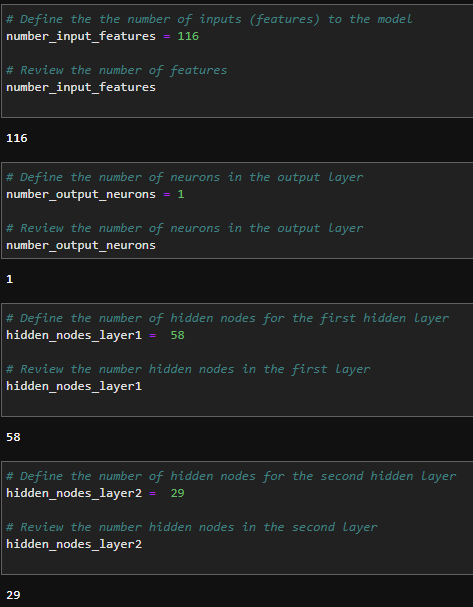 # Define the the number of inputs (features) to the model
number_input_features = 116
# Review the number of features
number_input_features
116
# Define the number of neurons in the output layer
number_output_neurons = 1
# Review the number of neurons in the output layer
number_output_neurons
1
# Define the number of hidden nodes for the first hidden layer
hidden_nodes_layer1 =  58
# Review the number hidden nodes in the first layer
hidden_nodes_layer1
58
# Define the number of hidden nodes for the second hidden layer
hidden_nodes_layer2 =  29
# Review the number hidden nodes in the second layer
hidden_nodes_layer2
29